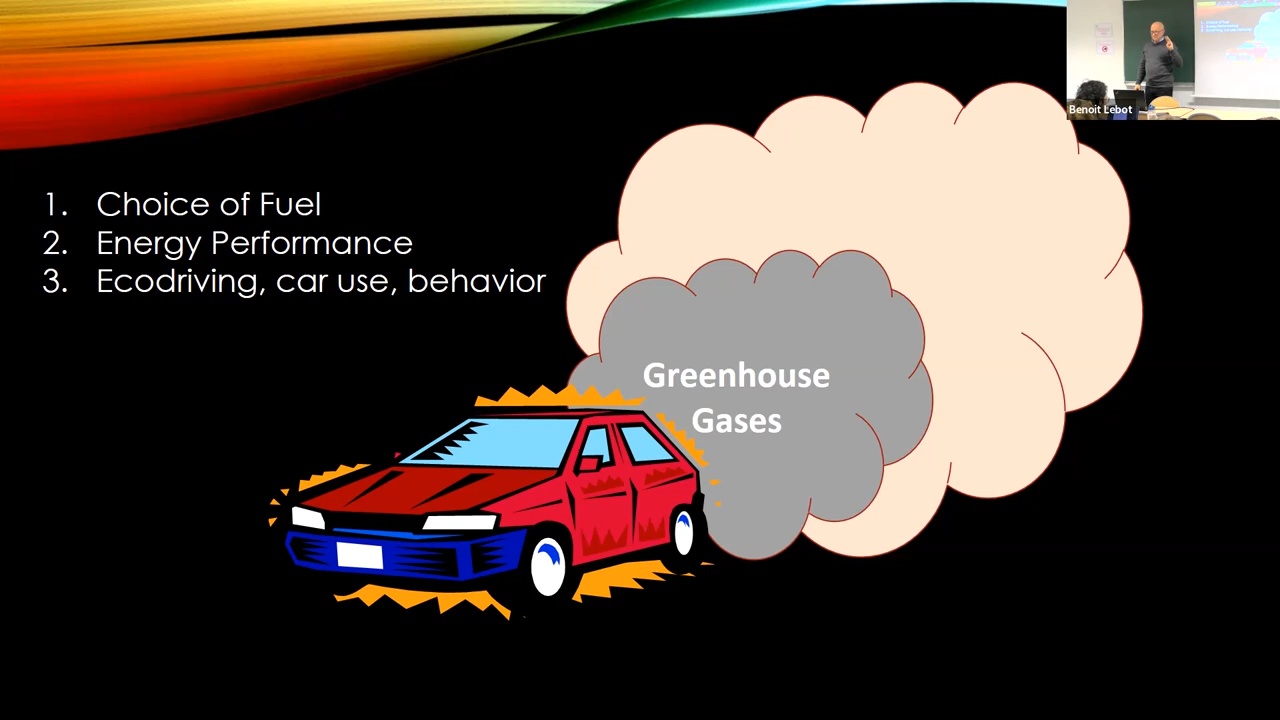 1. Choice of Fuel
2. Energy Performance
3. Ecodriving, car use, behavior
Greenhouse
Gases
Benoit Lebot